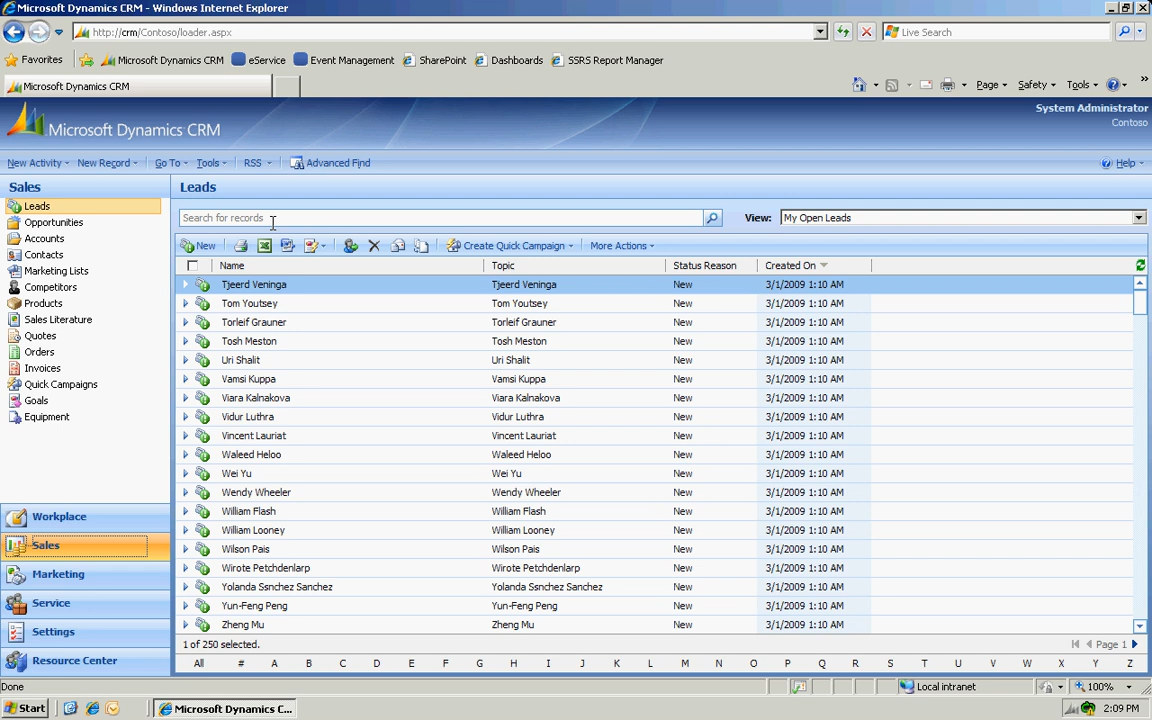 Microsoft Dynamics CRM - Windows Internet Explorer
http://crm/Contoso/loader.aspx
Live Search
Favorites Microsoft Dynamics CRM eService Event Management SharePoint Dashboards SSRS Report Manager
Microsoft Dynamics CRM
Page Safety Tools
System Administrator
Contoso
Microsoft Dynamics CRM
New Activity New Record Go To Tools RSS Advanced Find Help
Sales
Leads
Opportunities
Accounts
Contacts
Marketing Lists
Competitors
Products
Sales Literature
Quotes
Orders
Invoices
Quick Campaigns
Goals
Equipment
Workplace
Sales
Marketing
Service
Settings
Resource Center
Leads
Search for records View: My Open Leads
New Create Quick Campaign More Actions
Name Topic Status Reason Created On
Tjeerd Veninga Tjeerd Veninga New 3/1/2009 1:10 AM
Tom Youtsey Tom Youtsey New 3/1/2009 1:10 AM
Torleif Grauner Torleif Grauner New 3/1/2009 1:10 AM
Tosh Meston Tosh Meston New 3/1/2009 1:10 AM
Uri Shalit Uri Shalit New 3/1/2009 1:10 AM
Vamsi Kuppa Vamsi Kuppa New 3/1/2009 1:10 AM
Viara Kalnakova Viara Kalnakova New 3/1/2009 1:10 AM
Vidur Luthra Vidur Luthra New 3/1/2009 1:10 AM
Vincent Lauriat Vincent Lauriat New 3/1/2009 1:10 AM
Waleed Heloo Waleed Heloo New 3/1/2009 1:10 AM
Wei Yu Wei Yu New 3/1/2009 1:10 AM
Wendy Wheeler Wendy Wheeler New 3/1/2009 1:10 AM
William Flash William Flash New 3/1/2009 1:10 AM
William Looney William Looney New 3/1/2009 1:10 AM
Wilson Pais Wilson Pais New 3/1/2009 1:10 AM
Wirote Petchdenlarp Wirote Petchdenlarp New 3/1/2009 1:10 AM
Yolanda Ssnchez Sanchez Yolanda Ssnchez Sanchez New 3/1/2009 1:10 AM
Yun-Feng Peng Yun-Feng Peng New 3/1/2009 1:10 AM
Zheng Mu Zheng Mu New 3/1/2009 1:10 AM
1 of 250 selected. Page 1
All # A B C D E F G H I J K L M N O P Q R S T U V W X Y Z
Done Local intranet 100%
Start Microsoft Dynamics C... 2:09 PM